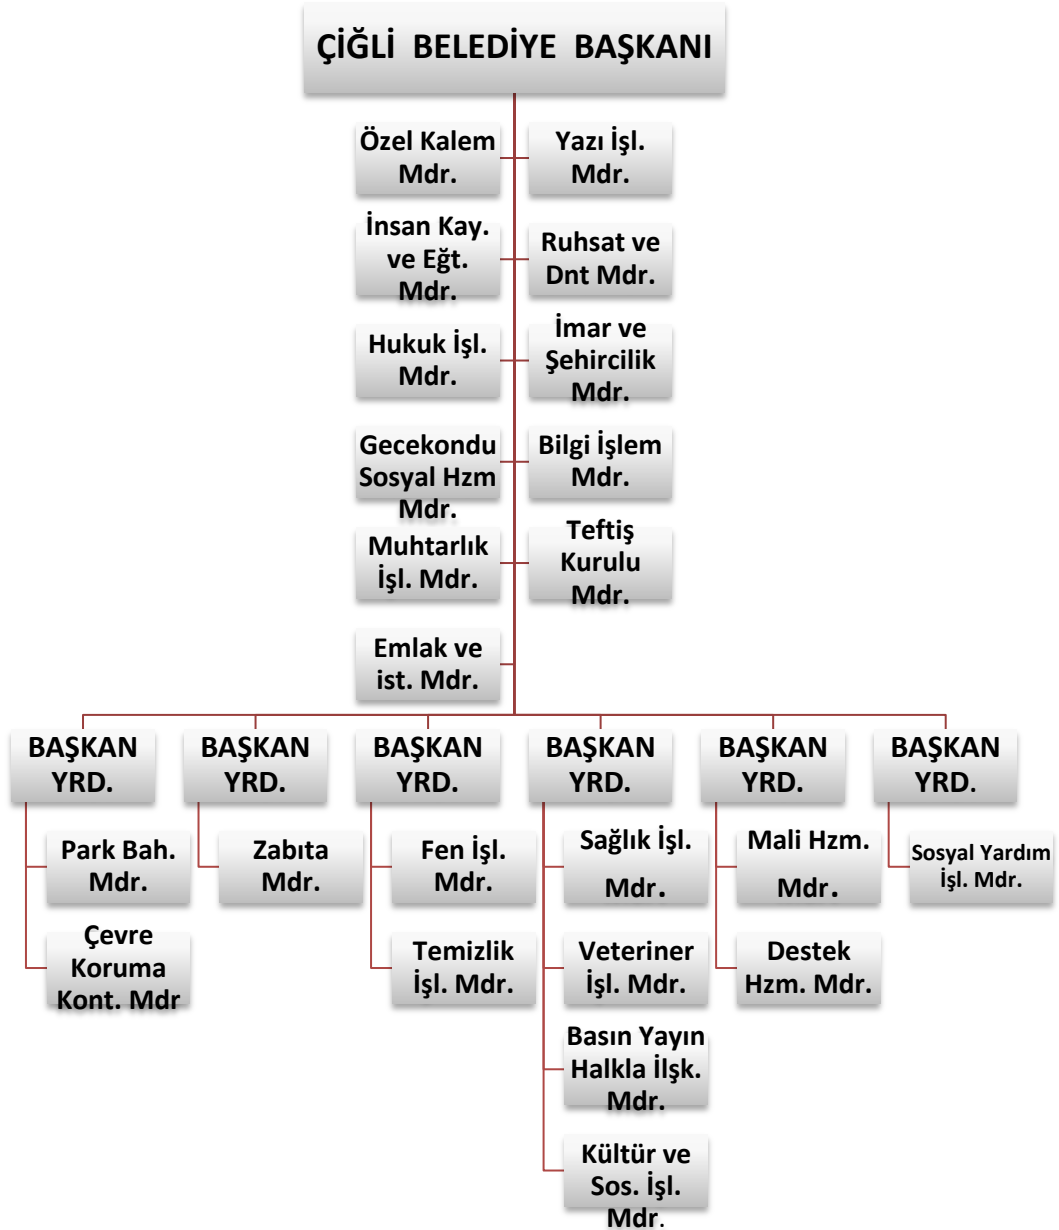 ÇİĞLİ BELEDİYE BAŞKANI
Özel Kalem
Mdr.
Yazı İşl.
Mdr.
İnsan Kay.
ve Eğt.
Mdr.
Ruhsat ve
Dnt Mdr.
Hukuk İşl.
Mdr.
İmar ve
Şehircilik
Mdr.
Gecekondu
Sosyal Hzm
Mdr.
Bilgi İşlem
Mdr.
Muhtarlık
İşl. Mdr.
Teftiş
Kurulu
Mdr.
Emlak ve
ist. Mdr.
BAŞKAN
YRD.
Park Bah.
Mdr.
Çevre
Koruma
Kont. Mdr
BAŞKAN
YRD.
Zabıta
Mdr.
BAŞKAN
YRD.
Fen İşl.
Mdr.
Temizlik
İşl. Mdr.
BAŞKAN
YRD.
Sağlık İşl.
Mdr.
Veteriner
İşl. Mdr.
Basın Yayın
Halkla İlşk.
Mdr.
Kültür ve
Sos. İşl.
Mdr.
BAŞKAN
YRD.
Mali Hzm.
Mdr.
Destek
Hzm. Mdr.
BAŞKAN
YRD.
Sosyal Yardım
İşl. Mdr.